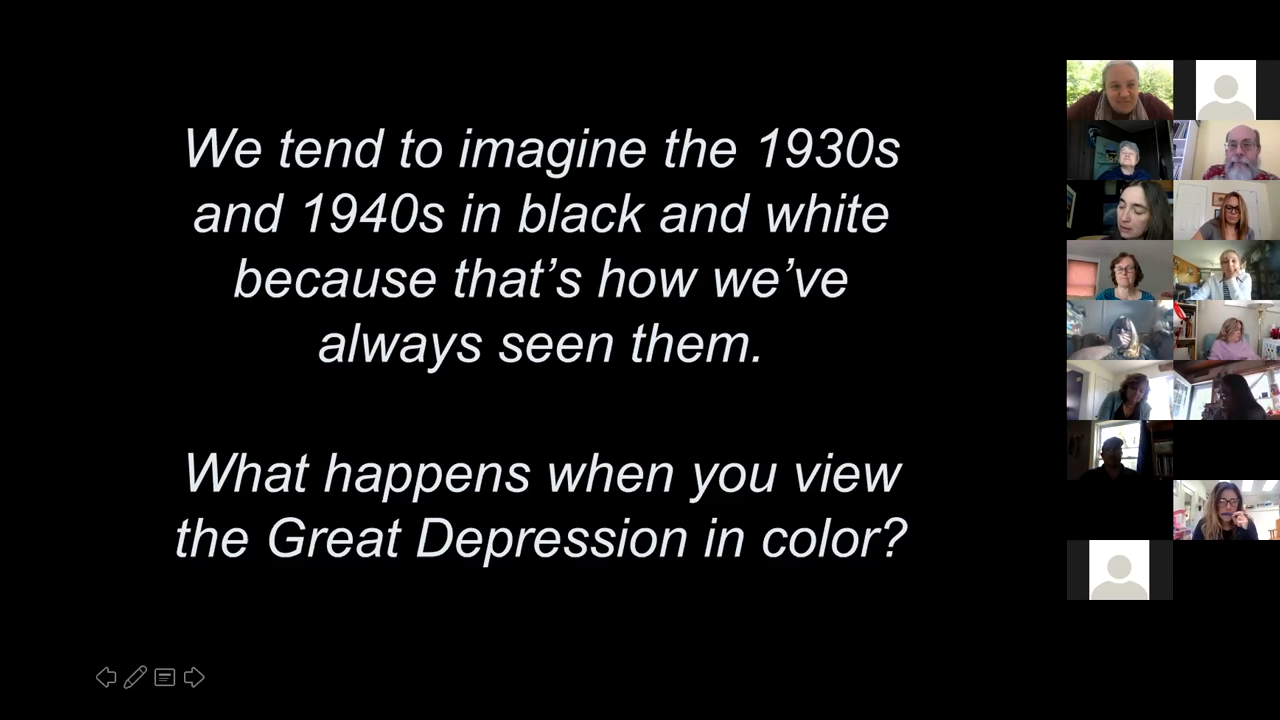 We tend to imagine the 1930s
and 1940s in black and white
because that’s how we’ve
always seen them.
What happens when you view
the Great Depression in color?